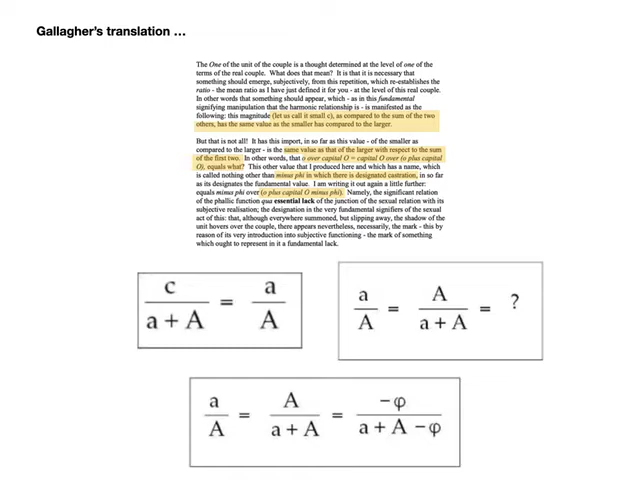 Gallagher's translation …
The One of the unit of the couple is a thought determined at the level of one of the
terms of the real couple. What does that mean? It is that it is necessary that
something should emerge, subjectively, from this repetition, which re-establishes the
ratio - the mean ratio as I have just defined it for you - at the level of this real couple.
In other words that something should appear, which - as in this fundamental
signifying manipulation that the harmonic relationship is - is manifested as the
following: this magnitude (let us call it small c), as compared to the sum of the two
others, has the same value as the smaller has compared to the larger.
But that is not all! It has this import, in so far as this value - of the smaller as
compared to the larger - is the same value as that of the larger with respect to the sum
of the first two. In other words, that o over capital O = capital O over (o plus capital
O), equals what? This other value that I produced here and which has a name, which
is called nothing other than minus phi in which there is designated castration, in so far
as its designates the fundamental value. I am writing it out again a little further:
equals minus phi over (o plus capital O minus phi). Namely, the significant relation
of the phallic function qua essential lack of the junction of the sexual relation with its
subjective realisation; the designation in the very fundamental signifiers of the sexual
act of this: that, although everywhere summoned, but slipping away, the shadow of the
unit hovers over the couple, there appears nevertheless, necessarily, the mark - this by
reason of its very introduction into subjective functioning - the mark of something
which ought to represent in it a fundamental lack.
c / a + A = a / A
a / A = A / a + A = ?
a / A = A / a + A = −φ / a + A −φ